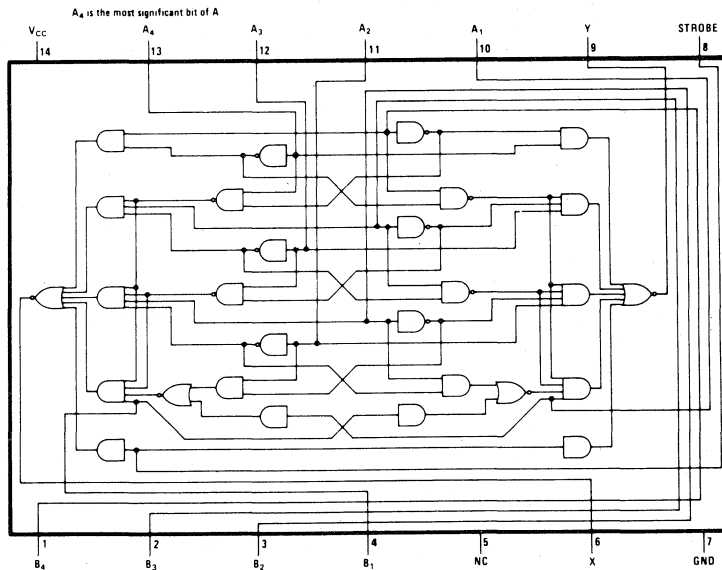 A4 is the most significant bit of A
VCC A4 A3 A2 A1 Y STROBE
14 13 12 11 10 9 8
1 2 3 4 5 6 7
B4 B3 B2 B1 NC X GND